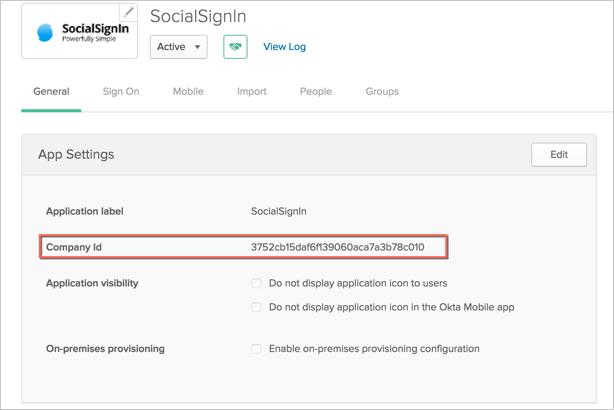 SocialSignIn
SocialSignIn
Powerfully Simple
Active
View Log
General Sign On Mobile Import People Groups
App Settings
Edit
Application label SocialSignIn
Company Id 3752cb15daf6f139060aca7a3b78c010
Application visibility Do not display application icon to users
Do not display application icon in the Okta Mobile app
On-premises provisioning Enable on-premises provisioning configuration